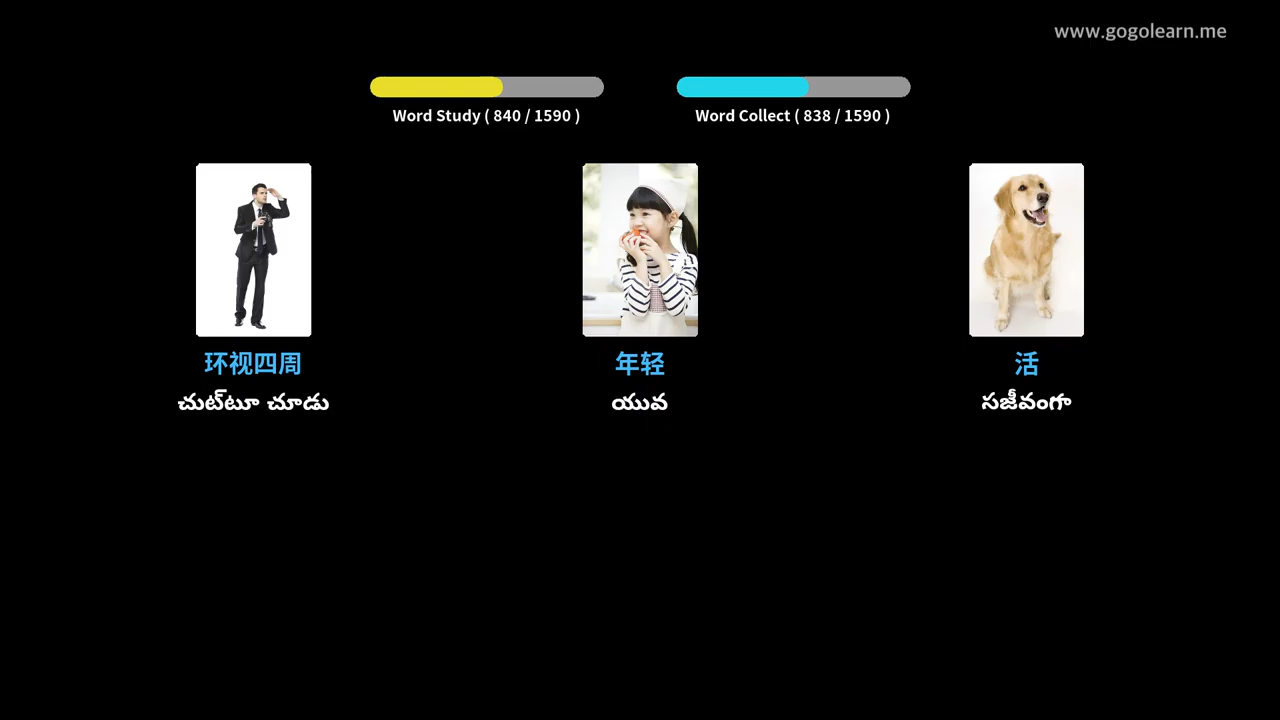 www.gogolearn.me
Word Study ( 840 / 1590 )
Word Collect ( 838 / 1590 )
环视四周
年轻
活
చుట్టూ చూడు
యువ
సజీవంగా